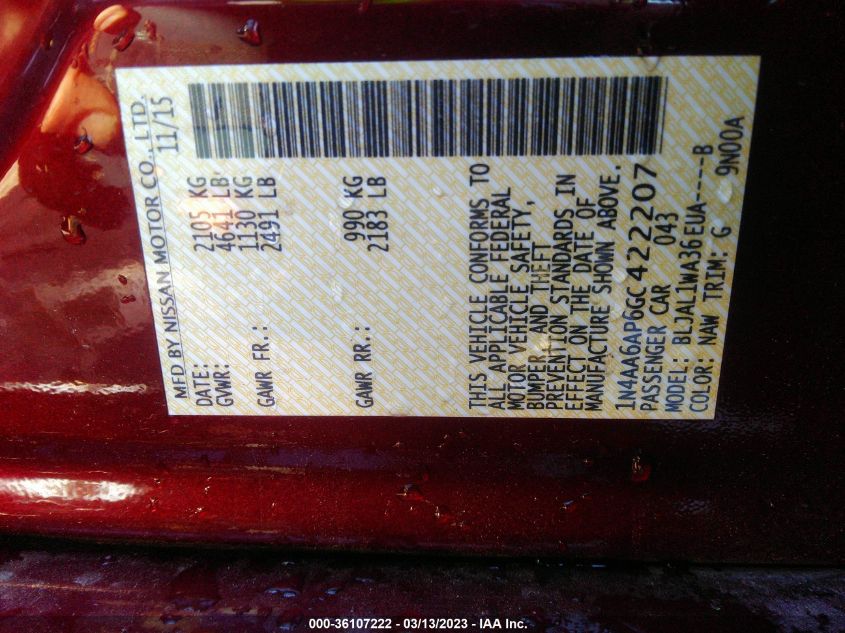 MFD BY NISSAN MOTOR CO., LTD.
DATE: 11/15
GVWR: 2105 KG
4641 LB
GAWR FR.: 1130 KG
2491 LB
GAWR RR.: 990 KG
2183 LB
THIS VEHICLE CONFORMS TO
ALL APPLICABLE FEDERAL
MOTOR VEHICLE SAFETY,
BUMPER AND THEFT
PREVENTION STANDARDS IN
EFFECT ON THE DATE OF
MANUFACTURE SHOWN ABOVE.
1N4AA6AP6GC422207
PASSENGER CAR 043
MODEL: BLJALLWA36EUA-----B
COLOR: NAW TRIM: G 9N00A
000-36107222 - 03/13/2023 - IAA Inc.